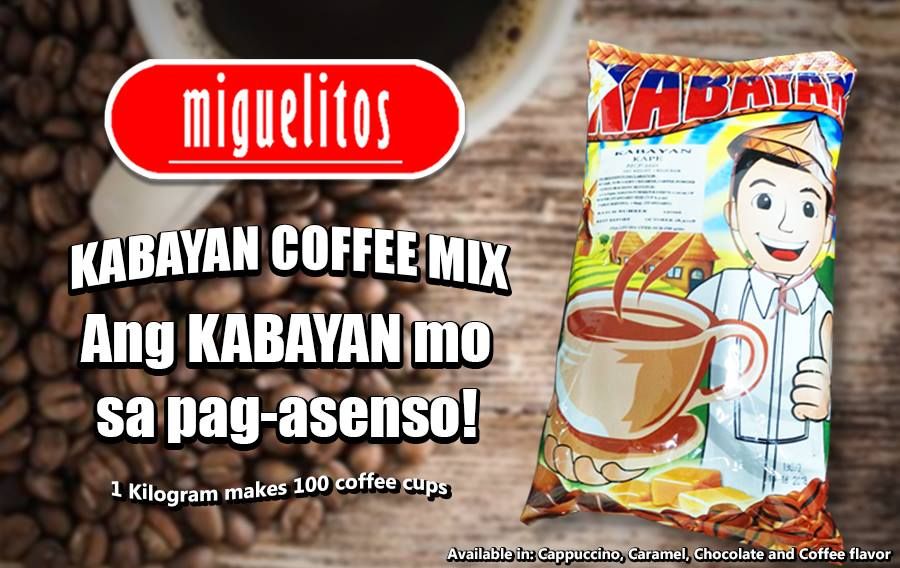 miguelitos
KABAYAN COFFEE MIX
Ang KABAYAN mo
sa pag-asenso!
1 Kilogram makes 100 coffee cups
KABAYAN
KABAYAN
KAPE
Available in: Cappuccino, Caramel, Chocolate and Coffee flavor